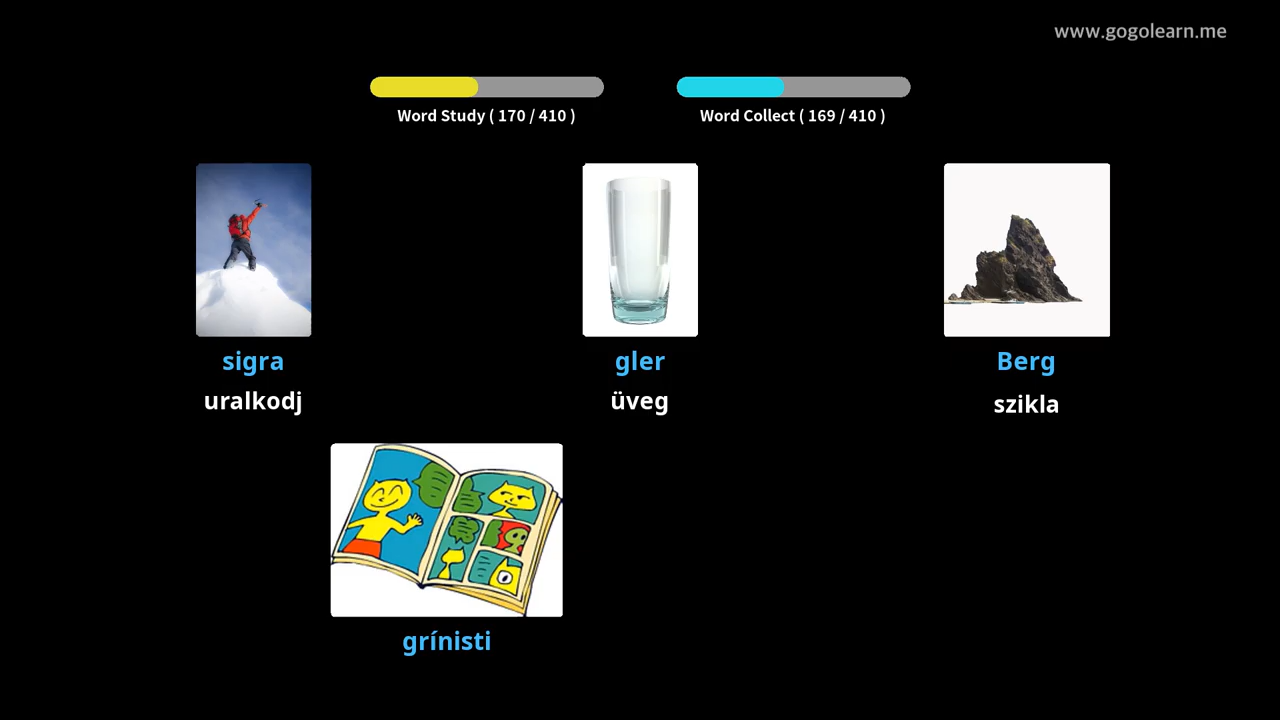 www.gogolearn.me
Word Study ( 170 / 410 )
Word Collect ( 169 / 410 )
sigra
uralkodj
gler
üveg
Berg
szikla
grínisti